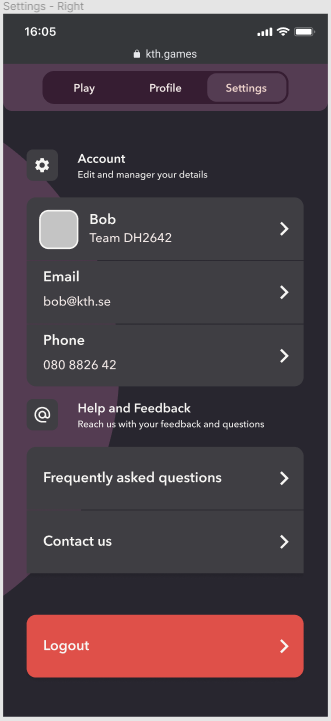 Settings - Right
16:05
kth.games
Play
Profile
Settings
Account
Edit and manager your details
Bob
Team DH2642
Email
bob@kth.se
Phone
080 8826 42
Help and Feedback
Reach us with your feedback and questions
Frequently asked questions
Contact us
Logout